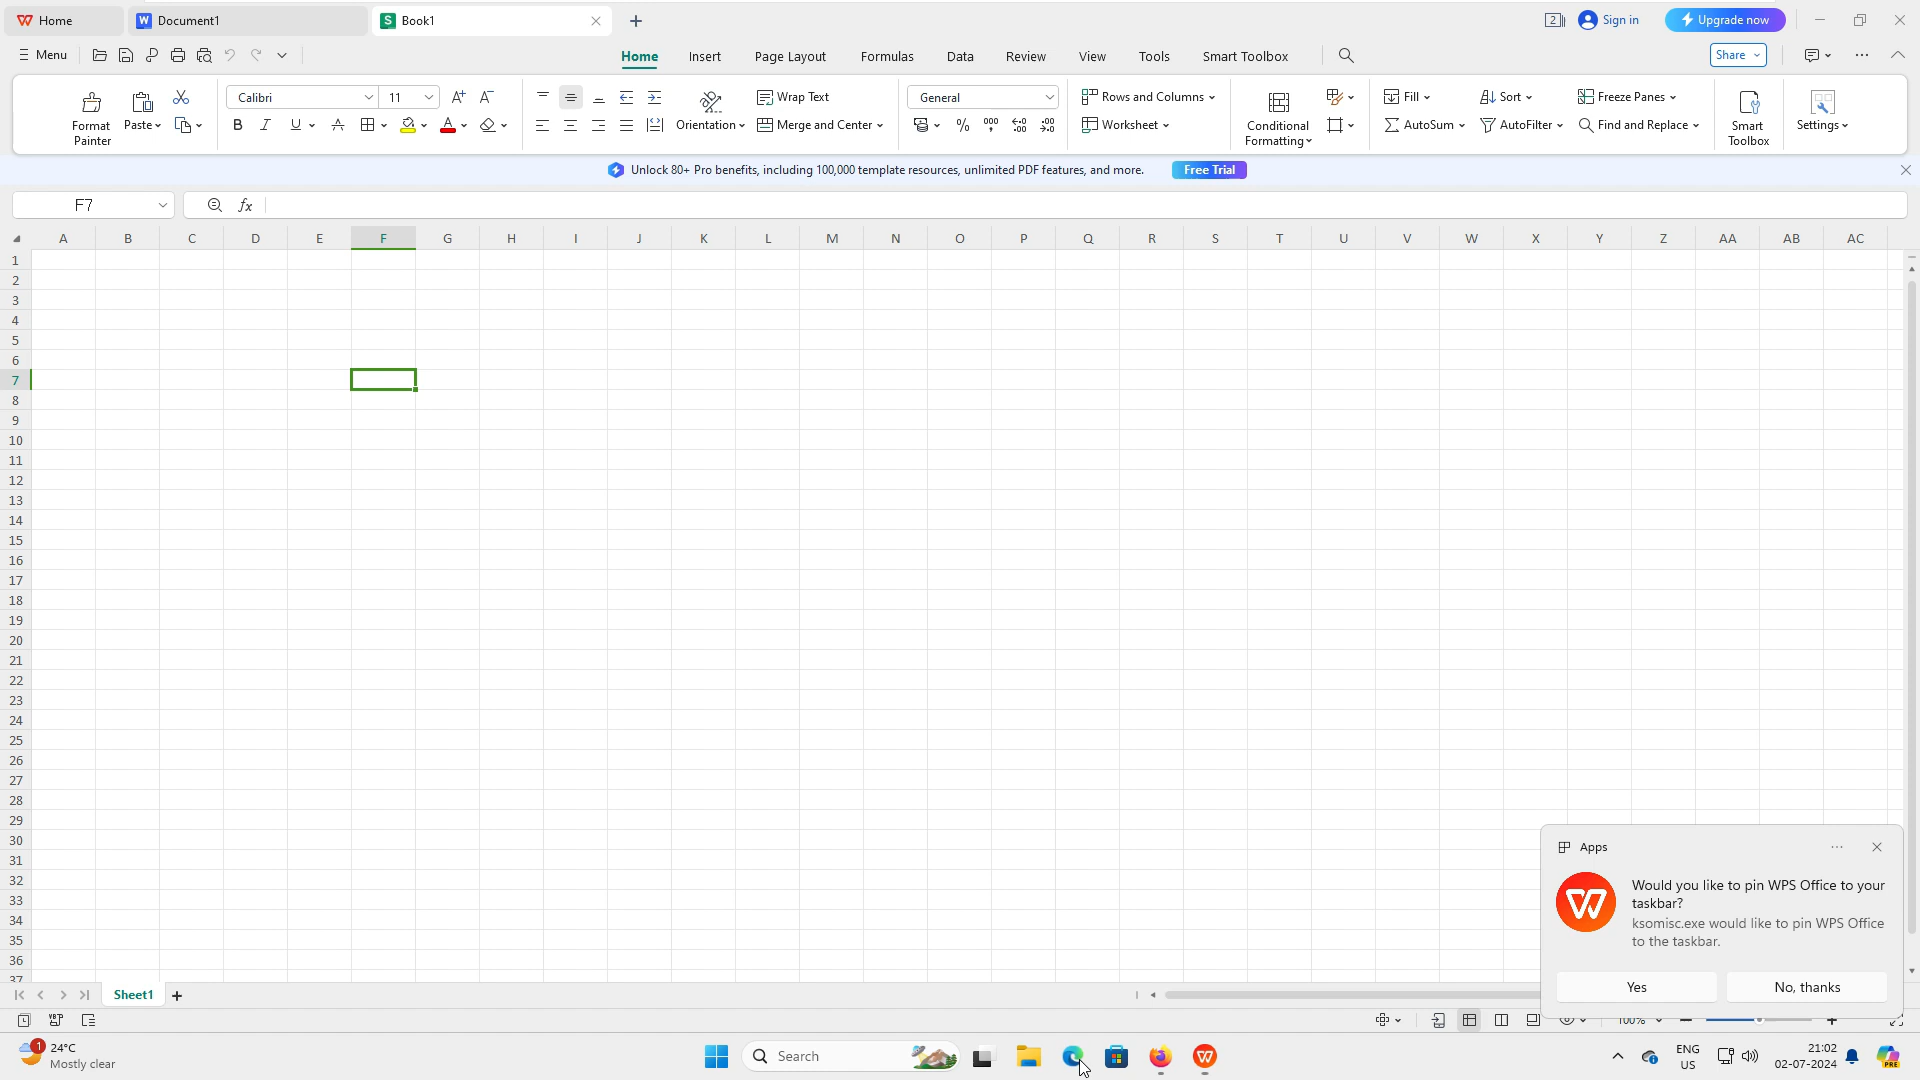 Home Document1 Book1 2 Sign in Upgrade now
Menu Home Insert Page Layout Formulas Data Review View Tools Smart Toolbox Share
Format Painter Paste Calibri 11 A+ A- Orientation Wrap Text Merge and Center General Rows and Columns Worksheet Conditional Formatting Fill AutoSum Sort AutoFilter Freeze Panes Find and Replace Smart Toolbox Settings
B I U A A % 
Unlock 80+ Pro benefits, including 100,000 template resources, unlimited PDF features, and more. Free Trial
F7 fx
A B C D E F G H I J K L M N O P Q R S T U V W X Y Z AA AB AC
1
2
3
4
5
6
7
8
9
10
11
12
13
14
15
16
17
18
19
20
21
22
23
24
25
26
27
28
29
30
31
32
33
34
35
36
37
Apps
Would you like to pin WPS Office to your
taskbar?
ksomisc.exe would like to pin WPS Office
to the taskbar.
Yes No, thanks
Sheet1
100%
1 24°C
Mostly clear
Search
ENG
US
21:02
02-07-2024
PRE